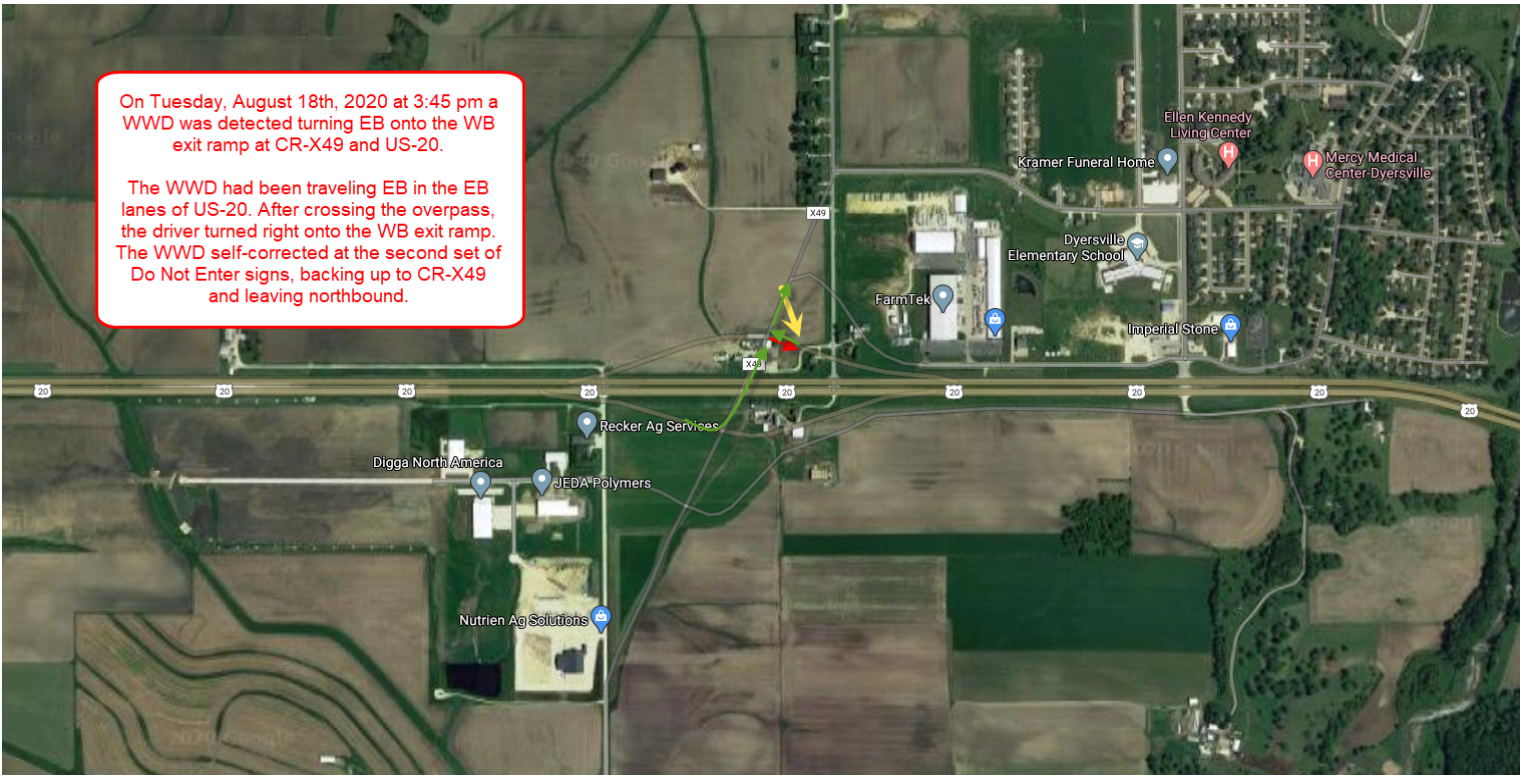 On Tuesday, August 18th, 2020 at 3:45 pm a
WWD was detected turning EB onto the WB
exit ramp at CR-X49 and US-20.
The WWD had been traveling EB in the EB
lanes of US-20. After crossing the overpass,
the driver turned right onto the WB exit ramp.
The WWD self-corrected at the second set of
Do Not Enter signs, backing up to CR-X49
and leaving northbound.
Ellen Kennedy
Living Center
Kramer Funeral Home
Mercy Medical
Center-Dyersville
X49
Dyersville
Elementary School
FarmTek
Imperial Stone
X49
20
20
20
20
20
20
20
20
20
Recker Ag Services
Digga North America
JEDA Polymers
Nutrien Ag Solutions